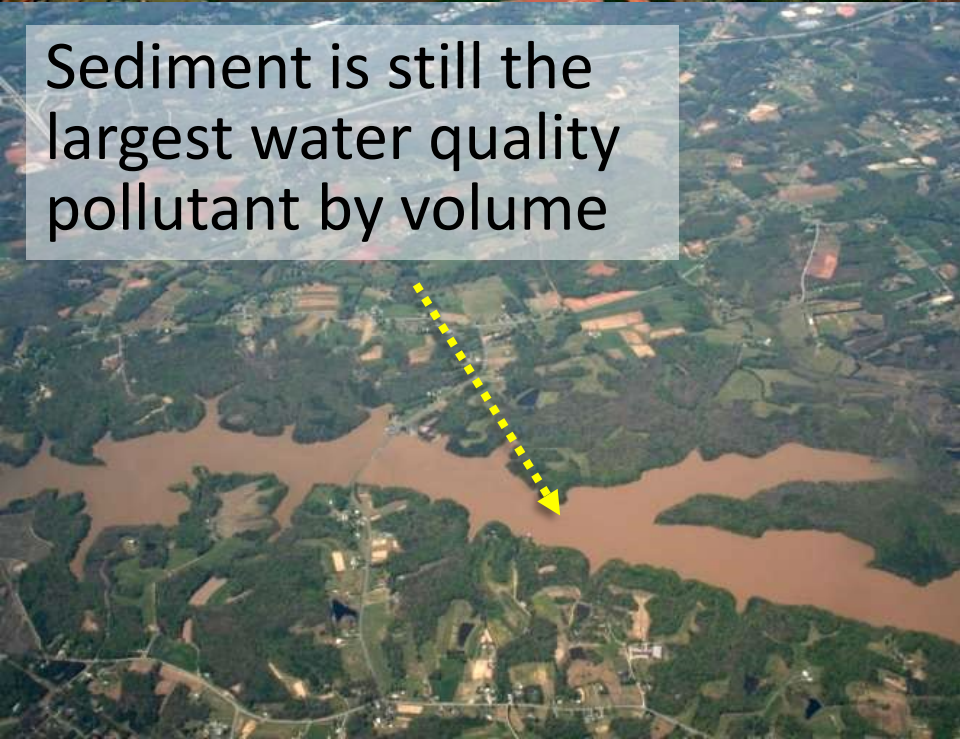 Sediment is still the
largest water quality
pollutant by volume